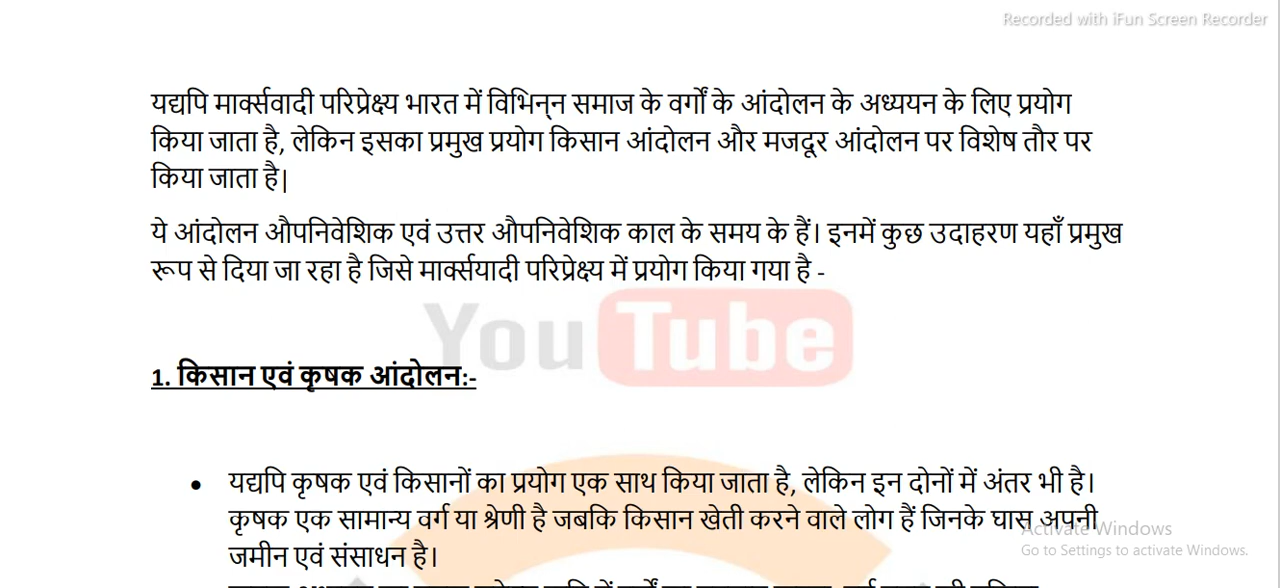 Recorded with iFun Screen Recorder
यद्यपि मार्क्सवादी परिप्रेक्ष्य भारत में विभिन्न समाज के वर्गों के आंदोलन के अध्ययन के लिए प्रयोग
किया जाता है, लेकिन इसका प्रमुख प्रयोग किसान आंदोलन और मजदूर आंदोलन पर विशेष तौर पर
किया जाता है|
ये आंदोलन औपनिवेशिक एवं उत्तर औपनिवेशिक काल के समय के हैं। इनमें कुछ उदाहरण यहाँ प्रमुख
रूप से दिया जा रहा है जिसे मार्क्सयादी परिप्रेक्ष्य में प्रयोग किया गया है -
YouTube
1. किसान एवं कृषक आंदोलन:-
• यद्यपि कृषक एवं किसानों का प्रयोग एक साथ किया जाता है, लेकिन इन दोनों में अंतर भी है।
कृषक एक सामान्य वर्ग या श्रेणी है जबकि किसान खेती करने वाले लोग हैं जिनके घास अपनी
जमीन एवं संसाधन है।
Activate Windows
Go to Settings to activate Windows.